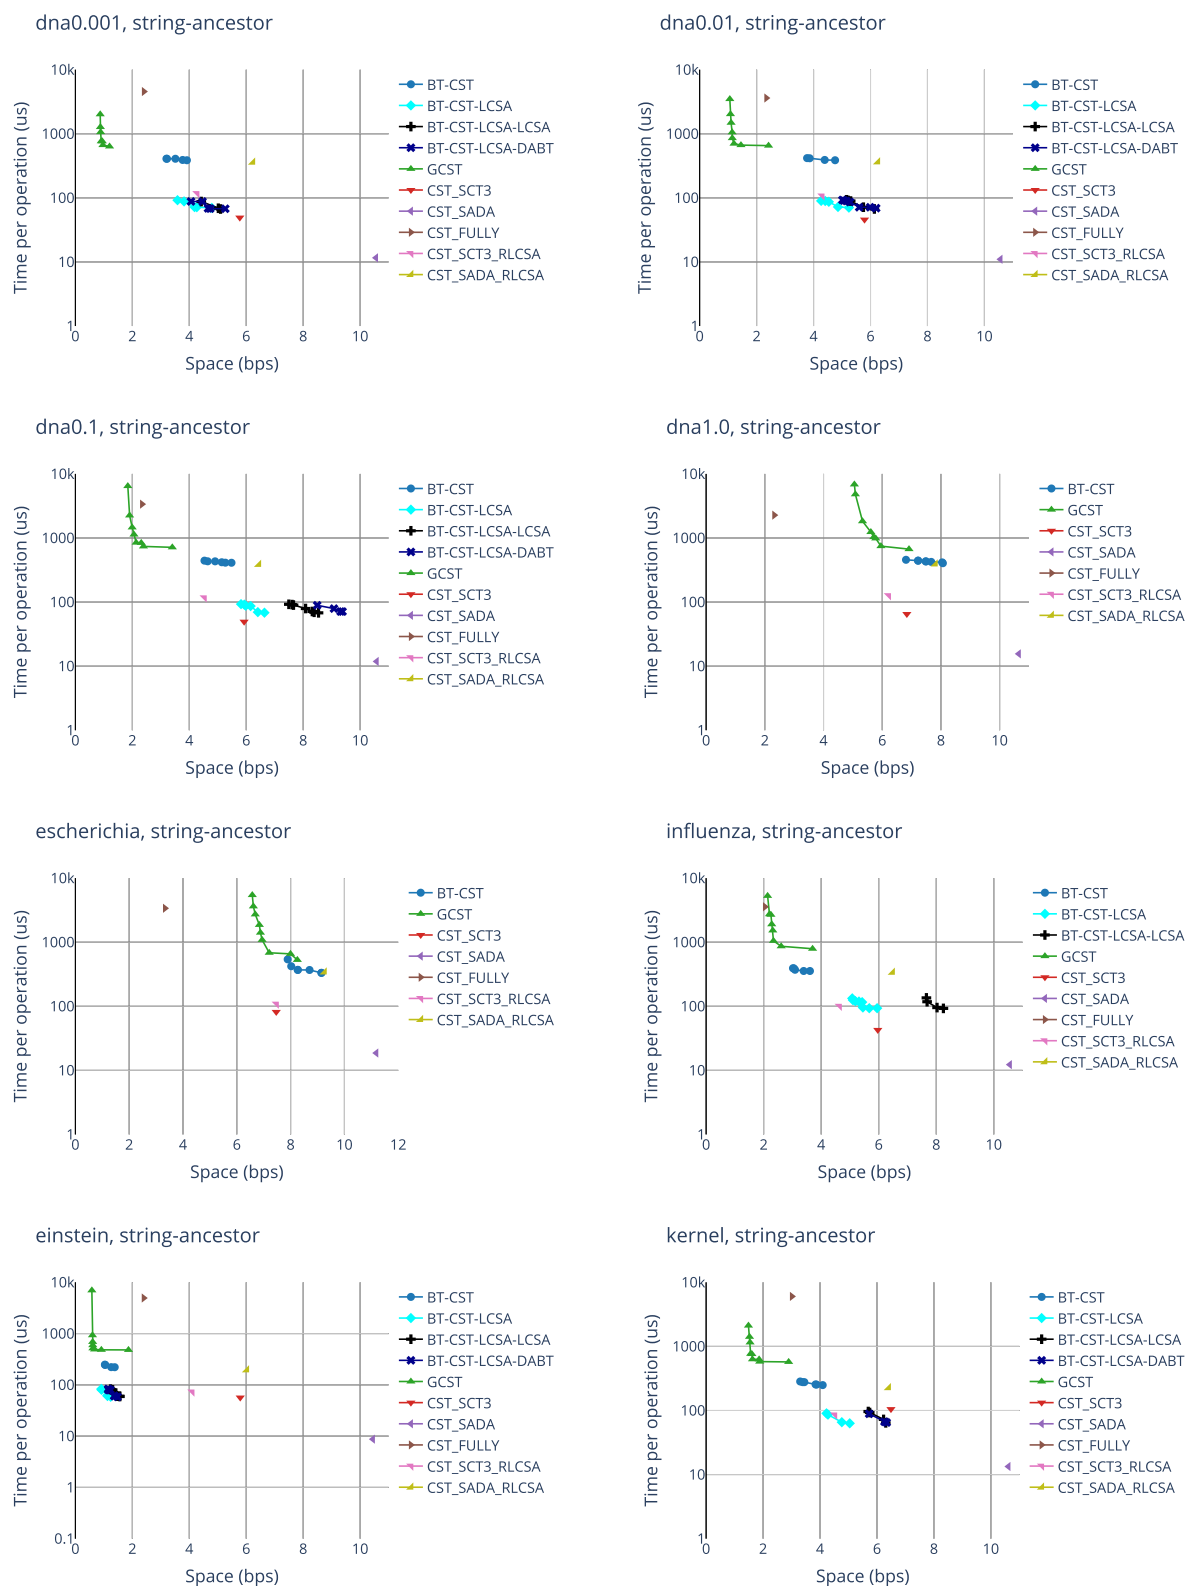 dna0.001, string-ancestor
Time per operation (us)
10k
1000
100
10
1
0 2 4 6 8 10
Space (bps)
BT-CST
BT-CST-LCSA
BT-CST-LCSA-LCSA
BT-CST-LCSA-DABT
GCST
CST_SCT3
CST_SADA
CST_FULLY
CST_SCT3_RLCSA
CST_SADA_RLCSA
dna0.01, string-ancestor
Time per operation (us)
10k
1000
100
10
1
0 2 4 6 8 10
Space (bps)
BT-CST
BT-CST-LCSA
BT-CST-LCSA-LCSA
BT-CST-LCSA-DABT
GCST
CST_SCT3
CST_SADA
CST_FULLY
CST_SCT3_RLCSA
CST_SADA_RLCSA
dna0.1, string-ancestor
Time per operation (us)
10k
1000
100
10
1
0 2 4 6 8 10
Space (bps)
BT-CST
BT-CST-LCSA
BT-CST-LCSA-LCSA
BT-CST-LCSA-DABT
GCST
CST_SCT3
CST_SADA
CST_FULLY
CST_SCT3_RLCSA
CST_SADA_RLCSA
dna1.0, string-ancestor
Time per operation (us)
10k
1000
100
10
1
0 2 4 6 8 10
Space (bps)
BT-CST
GCST
CST_SCT3
CST_SADA
CST_FULLY
CST_SCT3_RLCSA
CST_SADA_RLCSA
escherichia, string-ancestor
Time per operation (us)
10k
1000
100
10
1
0 2 4 6 8 10 12
Space (bps)
BT-CST
GCST
CST_SCT3
CST_SADA
CST_FULLY
CST_SCT3_RLCSA
CST_SADA_RLCSA
influenza, string-ancestor
Time per operation (us)
10k
1000
100
10
1
0 2 4 6 8 10
Space (bps)
BT-CST
BT-CST-LCSA
BT-CST-LCSA-LCSA
GCST
CST_SCT3
CST_SADA
CST_FULLY
CST_SCT3_RLCSA
CST_SADA_RLCSA
einstein, string-ancestor
Time per operation (us)
10k
1000
100
10
1
0.1
0 2 4 6 8 10
Space (bps)
BT-CST
BT-CST-LCSA
BT-CST-LCSA-LCSA
BT-CST-LCSA-DABT
GCST
CST_SCT3
CST_SADA
CST_FULLY
CST_SCT3_RLCSA
CST_SADA_RLCSA
kernel, string-ancestor
Time per operation (us)
10k
1000
100
10
1
0 2 4 6 8 10
Space (bps)
BT-CST
BT-CST-LCSA
BT-CST-LCSA-LCSA
BT-CST-LCSA-DABT
GCST
CST_SCT3
CST_SADA
CST_FULLY
CST_SCT3_RLCSA
CST_SADA_RLCSA